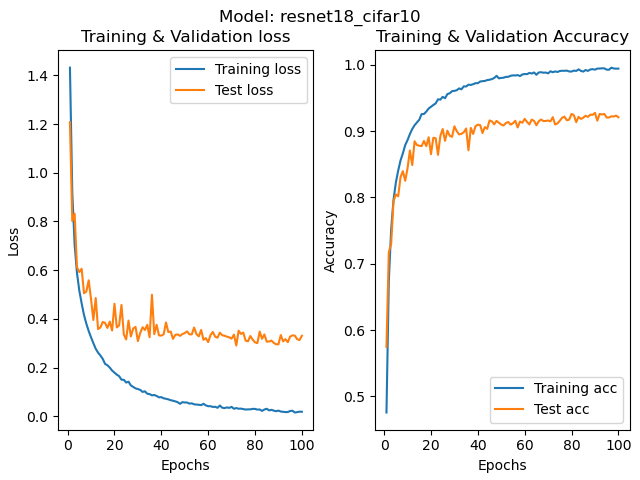 Model: resnet18_cifar10
Training & Validation loss
Training & Validation Accuracy
Training loss
Test loss
Loss
1.4
1.2
1.0
0.8
0.6
0.4
0.2
0.0
0 20 40 60 80 100
Epochs
Accuracy
1.0
0.9
0.8
0.7
0.6
0.5
Training acc
Test acc
0 20 40 60 80 100
Epochs